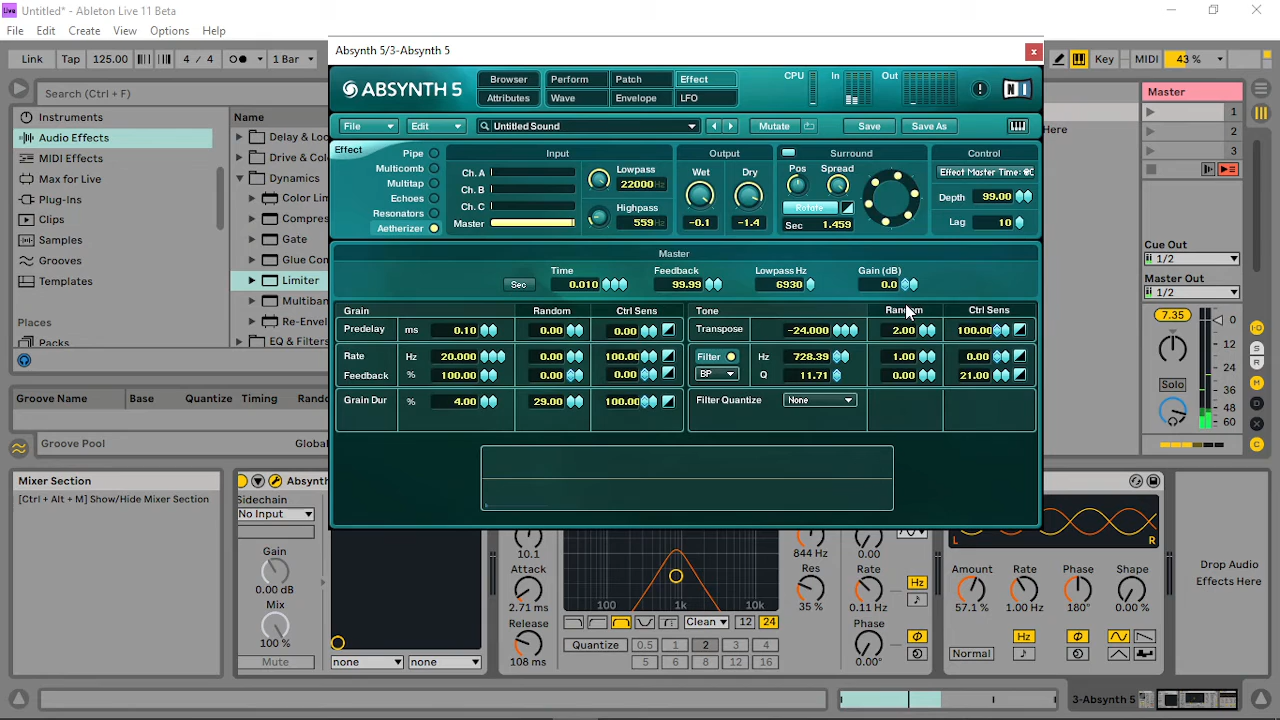 Live Untitled* - Ableton Live 11 Beta
File Edit Create View Options Help
Link Tap 125.00 4 / 4 1 Bar Key MIDI 43 %
Absynth 5/3-Absynth 5
x
ABSYNTH 5
Browser Perform Patch Effect
Attributes Wave Envelope LFO
CPU In Out
File Edit Untitled Sound Mutate Save Save As
Effect
Pipe
Multicomb
Multitap
Echoes
Resonators
Aetherizer
Input
Ch. A
Ch. B
Ch. C
Master
Lowpass
22000Hz
Highpass
559Hz
Output
Wet Dry
-0.1 -1.4
Surround
Pos Spread
Rotate
Sec 1.459
Control
Effect Master Time:
Depth 99.00
Lag 10
Master
Time Feedback Lowpass Hz Gain (dB)
Sec 0.010 99.99 6930 0.0
Grain Random Ctrl Sens
Predelay ms 0.10 0.00 0.00
Rate Hz 20.000 0.00 100.00
Feedback % 100.00 0.00 0.00
Grain Dur % 4.00 29.00 100.00
Tone Random Ctrl Sens
Transpose -24.000 2.00 100.00
Filter Hz 728.39 1.00 0.00
BP Q 11.71 0.00 21.00
Filter Quantize None
Search (Ctrl + F)
Instruments
Audio Effects
MIDI Effects
Max for Live
Plug-Ins
Clips
Samples
Grooves
Templates
Places
Packs
Name
Delay &
Drive &
Dynamics
Color Lim
Compres
Gate
Glue Con
Limiter
Multiban
Re-Env
EQ & Filters
Groove Name Base Quantize Timing Rando
Groove Pool Global
Master
1
Here 2
3
Cue Out
1/2
Master Out
1/2
7.35
0
12
24
36
48
60
Solo
S
Mixer Section
[Ctrl + Alt + M] Show/Hide Mixer Section
Absynth
Sidechain
No Input
Gain
0.00 dB
Mix
100 %
Mute
none none
10.1
Attack
2.71 ms
Release
108 ms
100 1k 10k
Clean 12 24
Quantize 0.5 1 2 3 4
5 6 8 12 16
844 Hz
Res
35 %
0.00
Rate
0.11 Hz
Hz
Phase
0.00°
L R
Amount Rate Phase Shape
57.1 % 1.00 Hz 180° 0.00 %
Hz
Normal
Drop Audio
Effects Here
3-Absynth 5